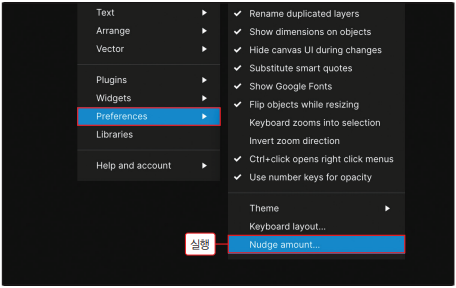 Text
Arrange
Vector
Plugins
Widgets
Preferences
Libraries
Help and account
Rename duplicated layers
Show dimensions on objects
Hide canvas UI during changes
Substitute smart quotes
Show Google Fonts
Flip objects while resizing
Keyboard zooms into selection
Invert zoom direction
Ctrl+click opens right click menus
Use number keys for opacity
Theme
Keyboard layout...
실행
Nudge amount...